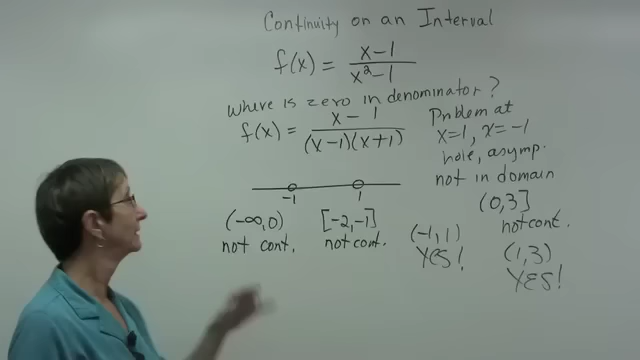 Continuity on an Interval
f(x) = x-1 / x²-1
Where is zero in denominator?
f(x) = x - 1 / (x-1)(x+1)
Problem at
x=1, x=-1
hole, asymp.
not in domain
-1 1
(-∞,0)
not cont.
[-2,-1]
not cont.
(-1,1)
YES!
(0,3]
not cont.
(1,3)
YES!